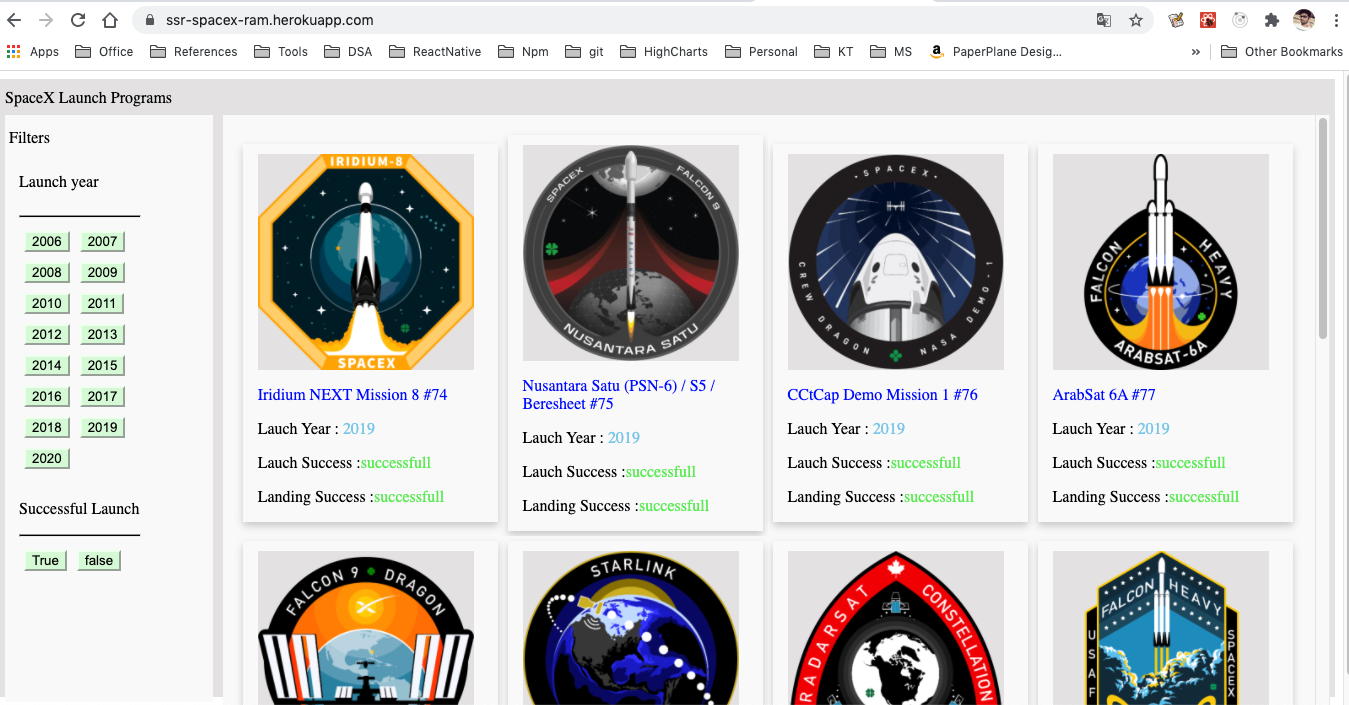 ssr-spacex-ram.herokuapp.com
Apps Office References Tools DSA ReactNative Npm git HighCharts Personal KT MS PaperPlane Desig... » Other Bookmarks
SpaceX Launch Programs
Filters
Launch year
2006 2007
2008 2009
2010 2011
2012 2013
2014 2015
2016 2017
2018 2019
2020
Successful Launch
True false
IRIDIUM-8
SPACEX
Iridium NEXT Mission 8 #74
Lauch Year : 2019
Lauch Success :successfull
Landing Success :successfull
SPACEX FALCON 9
NUSANTARA SATU
Nusantara Satu (PSN-6) / S5 /
Beresheet #75
Lauch Year : 2019
Lauch Success :successfull
Landing Success :successfull
· SPACEX ·
CREW DRAGON NASA DEMO-1
CCtCap Demo Mission 1 #76
Lauch Year : 2019
Lauch Success :successfull
Landing Success :successfull
FALCON HEAVY
ARABSAT-6A
ArabSat 6A #77
Lauch Year : 2019
Lauch Success :successfull
Landing Success :successfull
FALCON 9 DRAGON
STARLINK
RADARSAT CONSTELLATION
FALCON HEAVY
USAF
SPACEX